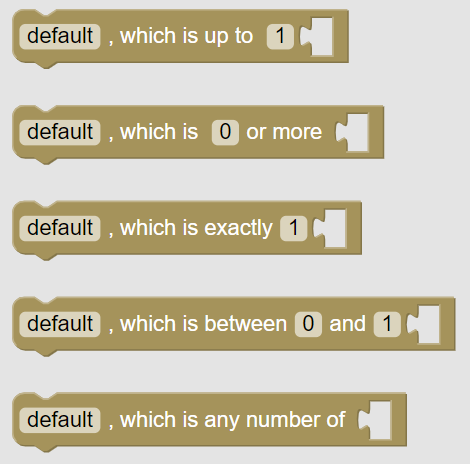 default , which is up to 1
default , which is 0 or more
default , which is exactly 1
default , which is between 0 and 1
default , which is any number of